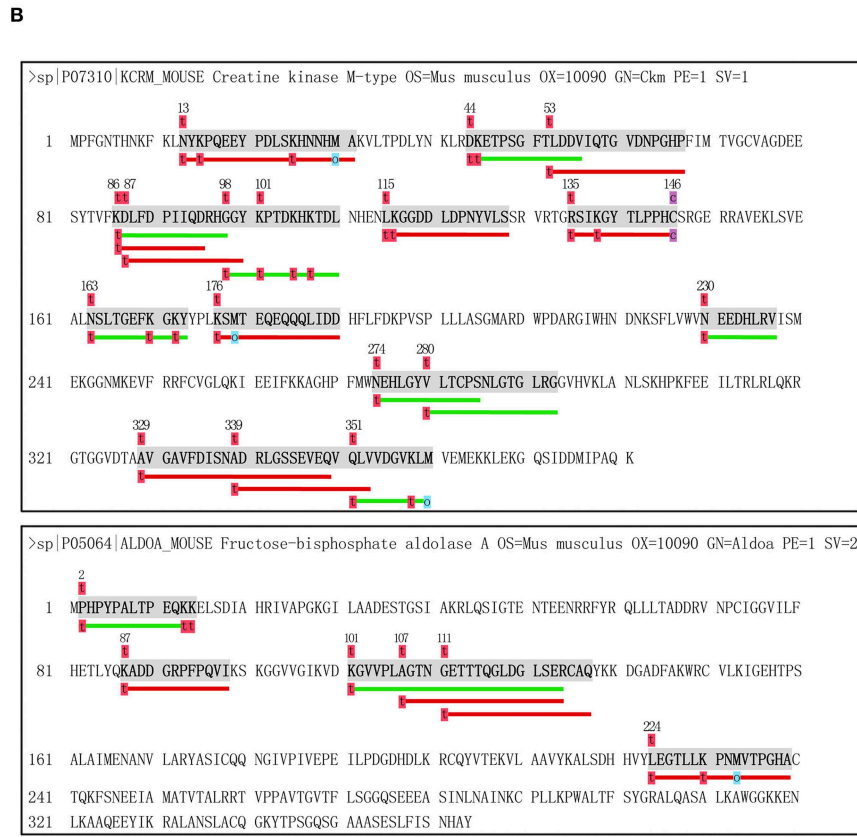 B
>sp|P07310|KCRM_MOUSE Creatine kinase M-type OS=Mus musculus OX=10090 GN=Ckm PE=1 SV=1
13 44 53
t t t
1 MPFGNTHNKF KLNYKPQEEY PDLSKHNNHM AKVLTPDLYN KLRDKETPSG FTLDDVIQTG VDNPGHPFIM TVGCVAGDEE
t t t o t t
t
86 87 98 101 115 135 146
t t t t t t c
81 SYTVFKDLFD PIIQDRHGGY KPTDKHKTDL NHENLKGGDD LDPNYVLSSR VRTGRSIKGY TLPPHCSRGE RRAVEKLSVE
t t t t t c
t
t
t t t t
163 176 230
t t t
161 ALNSLTGEFK GKYYPLKSMT EQEQQQLIDD HFLFDKPVSP LLLASGMARD WPDARGIWHN DNKSFLVWVN EEDHLRVISM
t t t t o t
274 280
t t
241 EKGGNMKEVF RRFCVGLQKI EEIFKKAGHP FMWNEHLGYV LTCPSNLGTG LRGGVHVKLA NLSKHPKFEE ILTRLRLQKR
t
t
329 339 351
t t t
321 GTGGVDTAAV GAVFDISNAD RLGSSEVEQV QLVVDGVKLM VEMEKKLEKG QSIDDMIPAQ K
t
t
t t o
>sp|P05064|ALDOA_MOUSE Fructose-bisphosphate aldolase A OS=Mus musculus OX=10090 GN=Aldoa PE=1 SV=2
2
t
1 MPHPYPALTP EQKKELSDIA HRIVAPGKGI LAADESTGSI AKRLQSIGTE NTEENRRFYR QLLLTADDRV NPCIGGVILF
t t t
87 101 107 111
t t t t
81 HETLYQKADD GRPFPQVIKS KGGVVGIKVD KGVVPLAGTN GETTTQGLDG LSERCAQYKK DGADFAKWRC VLKIGEHTPS
t t
t
t
224
t
161 ALAIMENANV LARYASICQQ NGIVPIVEPE ILPDGDHDLK RCQYVTEKVL AAVYKALSDH HVYLEGTLLK PNMVTPGHAC
t t o
241 TQKFSNEEIA MATVTALRRT VPPAVTGVTF LSGGQSEEEA SINLNAINKC PLLKPWALTF SYGRALQASA LKAWGGKKEN
321 LKAAQEEYIK RALANSLACQ GKYTPSGQSG AAASESLFIS NHAY